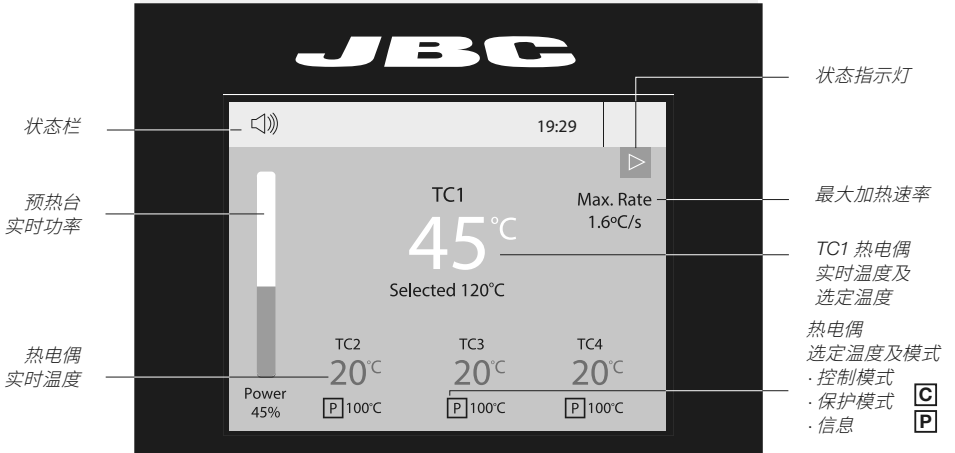 JBC
状态指示灯
状态栏
19:29
预热台
实时功率
TC1
45℃
Selected 120℃
Max. Rate
1.6ºC/s
最大加热速率
TC1 热电偶
实时温度及
选定温度
热电偶
实时温度
TC2
20℃
P 100℃
TC3
20℃
P 100℃
TC4
20℃
P 100℃
Power
45%
热电偶
选定温度及模式
· 控制模式
· 保护模式 C
· 信息 P